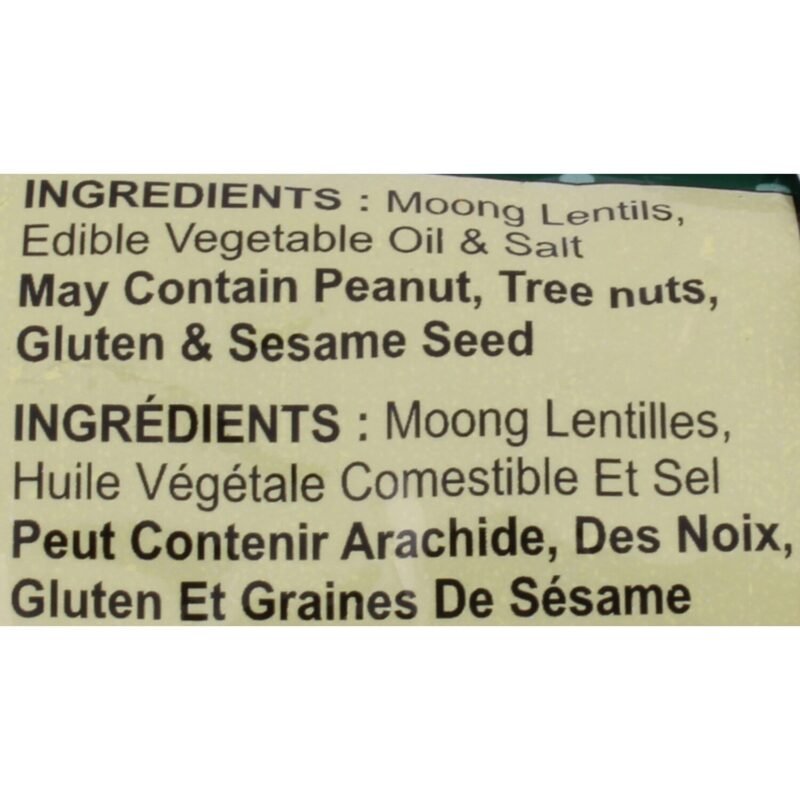 INGREDIENTS : Moong Lentils,
Edible Vegetable Oil & Salt
May Contain Peanut, Tree nuts,
Gluten & Sesame Seed
INGRÉDIENTS : Moong Lentilles,
Huile Végétale Comestible Et Sel
Peut Contenir Arachide, Des Noix,
Gluten Et Graines De Sésame